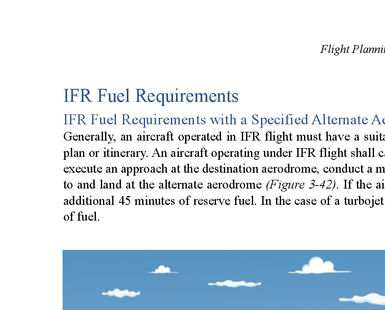 Flight Planni
IFR Fuel Requirements
IFR Fuel Requirements with a Specified Alternate Ae
Generally, an aircraft operated in IFR flight must have a suita
plan or itinerary. An aircraft operating under IFR flight shall ca
execute an approach at the destination aerodrome, conduct a m
to and land at the alternate aerodrome (Figure 3-42). If the ai
additional 45 minutes of reserve fuel. In the case of a turbojet
of fuel.